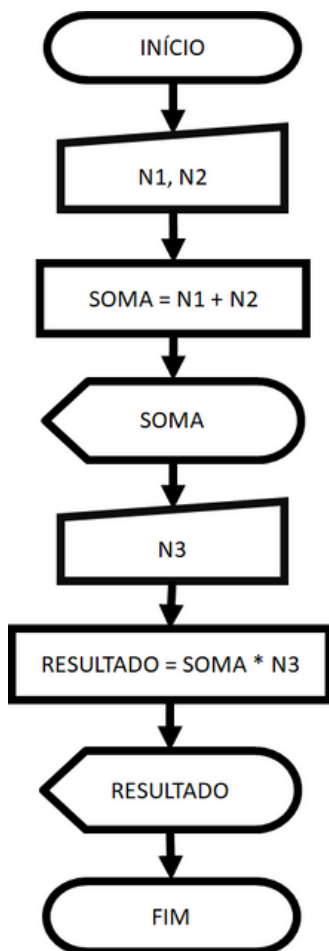 INÍCIO
N1, N2
SOMA = N1 + N2
SOMA
N3
RESULTADO = SOMA * N3
RESULTADO
FIM